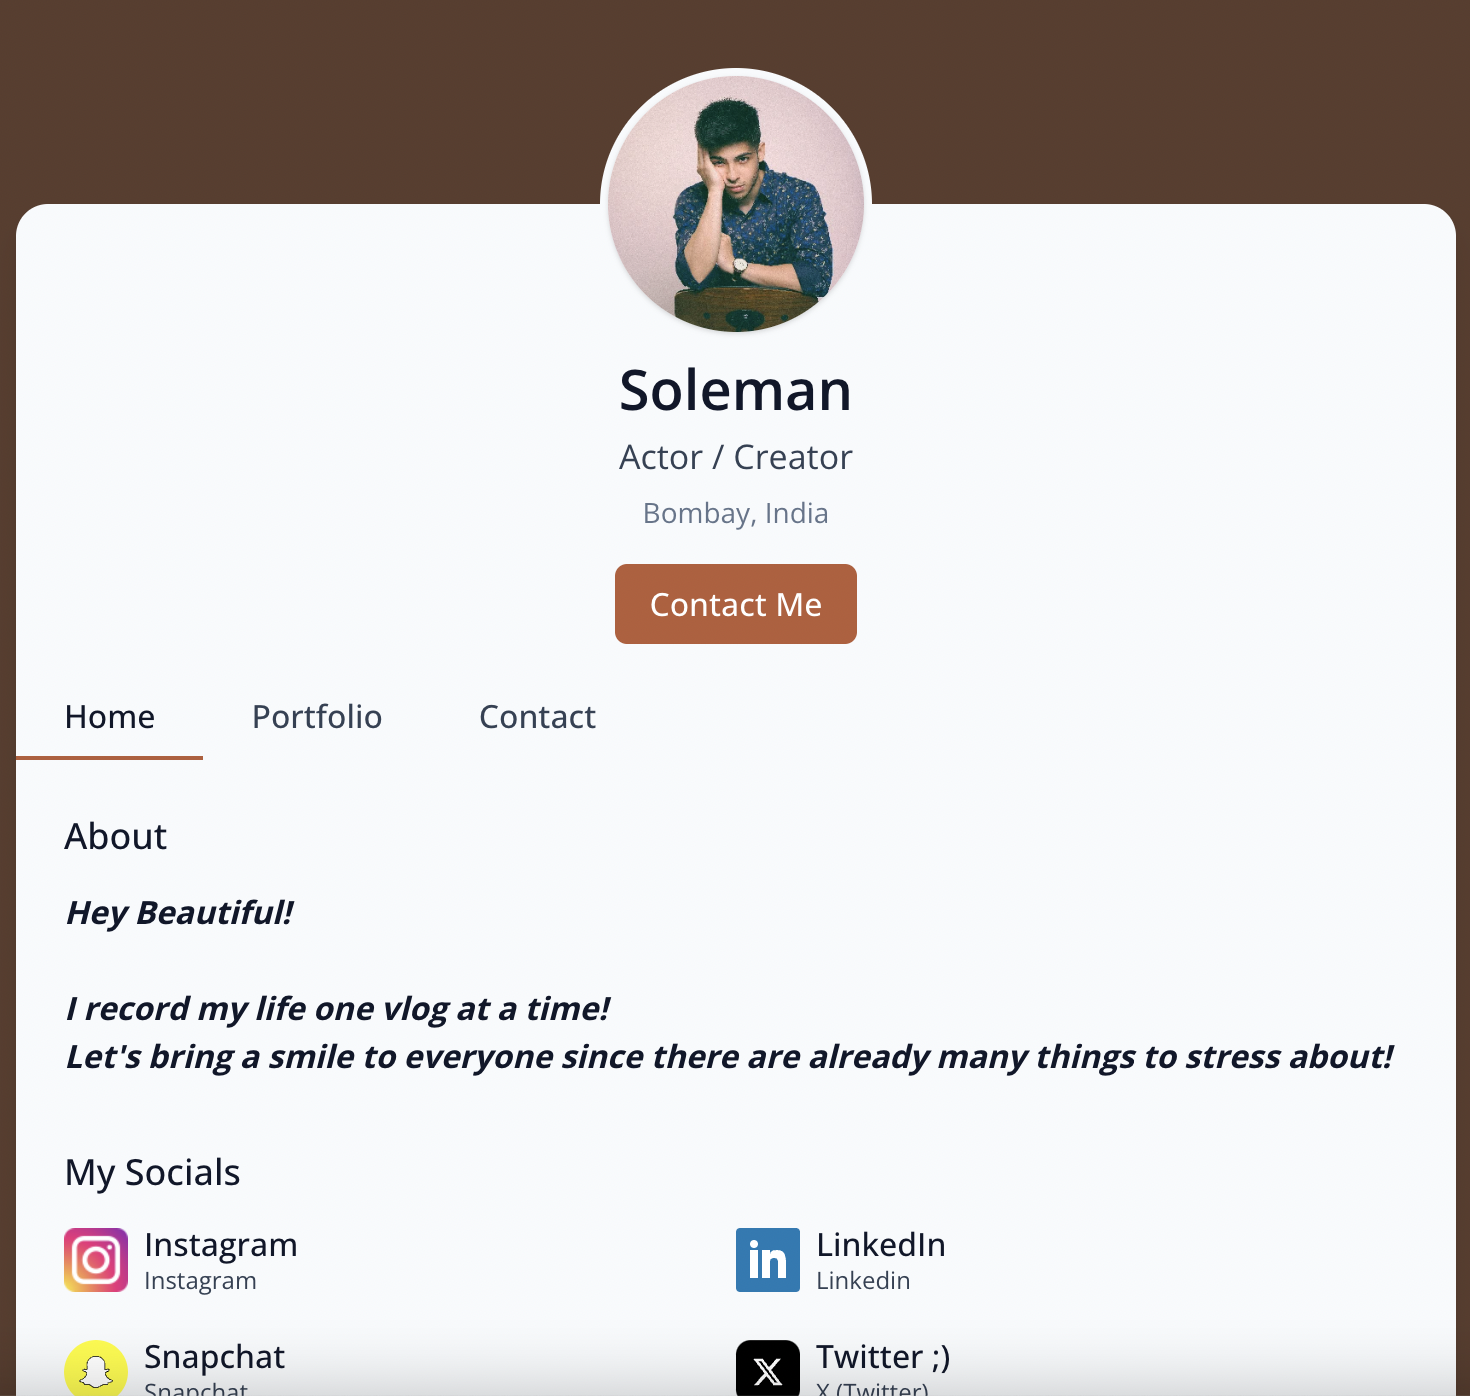 Soleman
Actor / Creator
Bombay, India
Contact Me
Home Portfolio Contact
About
Hey Beautiful!
I record my life one vlog at a time!
Let's bring a smile to everyone since there are already many things to stress about!
My Socials
Instagram
Instagram
LinkedIn
Linkedin
Snapchat
Snapchat
Twitter ;)
X (Twitter)